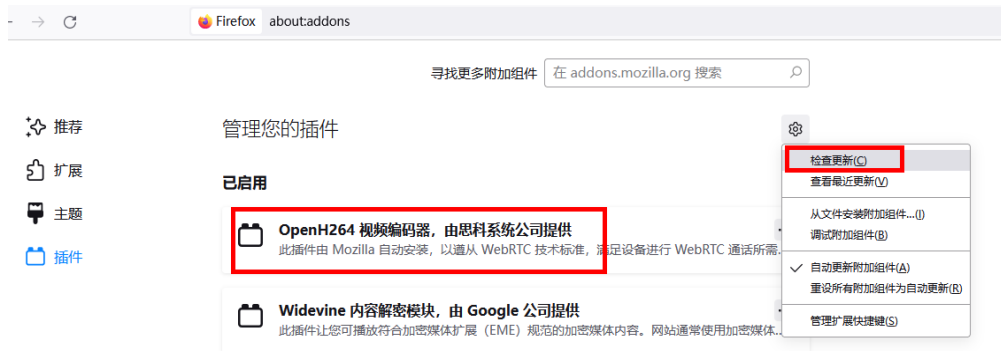 Firefox about:addons
寻找更多附加组件 在 addons.mozilla.org 搜索
推荐
扩展
主题
插件
管理您的插件
已启用
OpenH264 视频编码器，由思科系统公司提供
此插件由 Mozilla 自动安装，以遵从 WebRTC 技术标准，满足设备进行 WebRTC 通话所需...
Widevine 内容解密模块，由 Google 公司提供
此插件让您可播放符合加密媒体扩展（EME）规范的加密媒体内容。网站通常使用加密媒体...
检查更新(C)
查看最近更新(V)
从文件安装附加组件...(I)
调试附加组件(B)
自动更新附加组件(A)
重设所有附加组件为自动更新(R)
管理扩展快捷键(S)